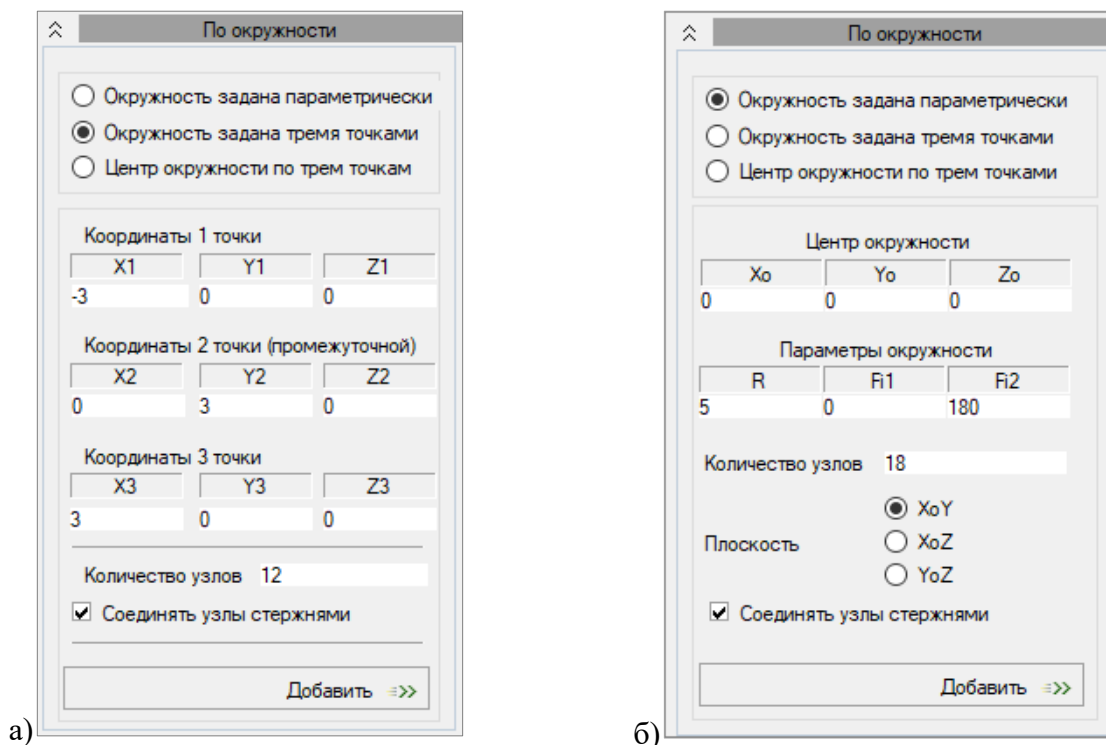 По окружности
Окружность задана параметрически
Окружность задана тремя точками
Центр окружности по трем точкам
Координаты 1 точки
X1 Y1 Z1
-3 0 0
Координаты 2 точки (промежуточной)
X2 Y2 Z2
0 3 0
Координаты 3 точки
X3 Y3 Z3
3 0 0
Количество узлов 12
Соединять узлы стержнями
Добавить
а)
По окружности
Окружность задана параметрически
Окружность задана тремя точками
Центр окружности по трем точками
Центр окружности
Xo Yo Zo
0 0 0
Параметры окружности
R Fi1 Fi2
5 0 180
Количество узлов 18
Плоскость
XoY
XoZ
YoZ
Соединять узлы стержнями
Добавить
б)